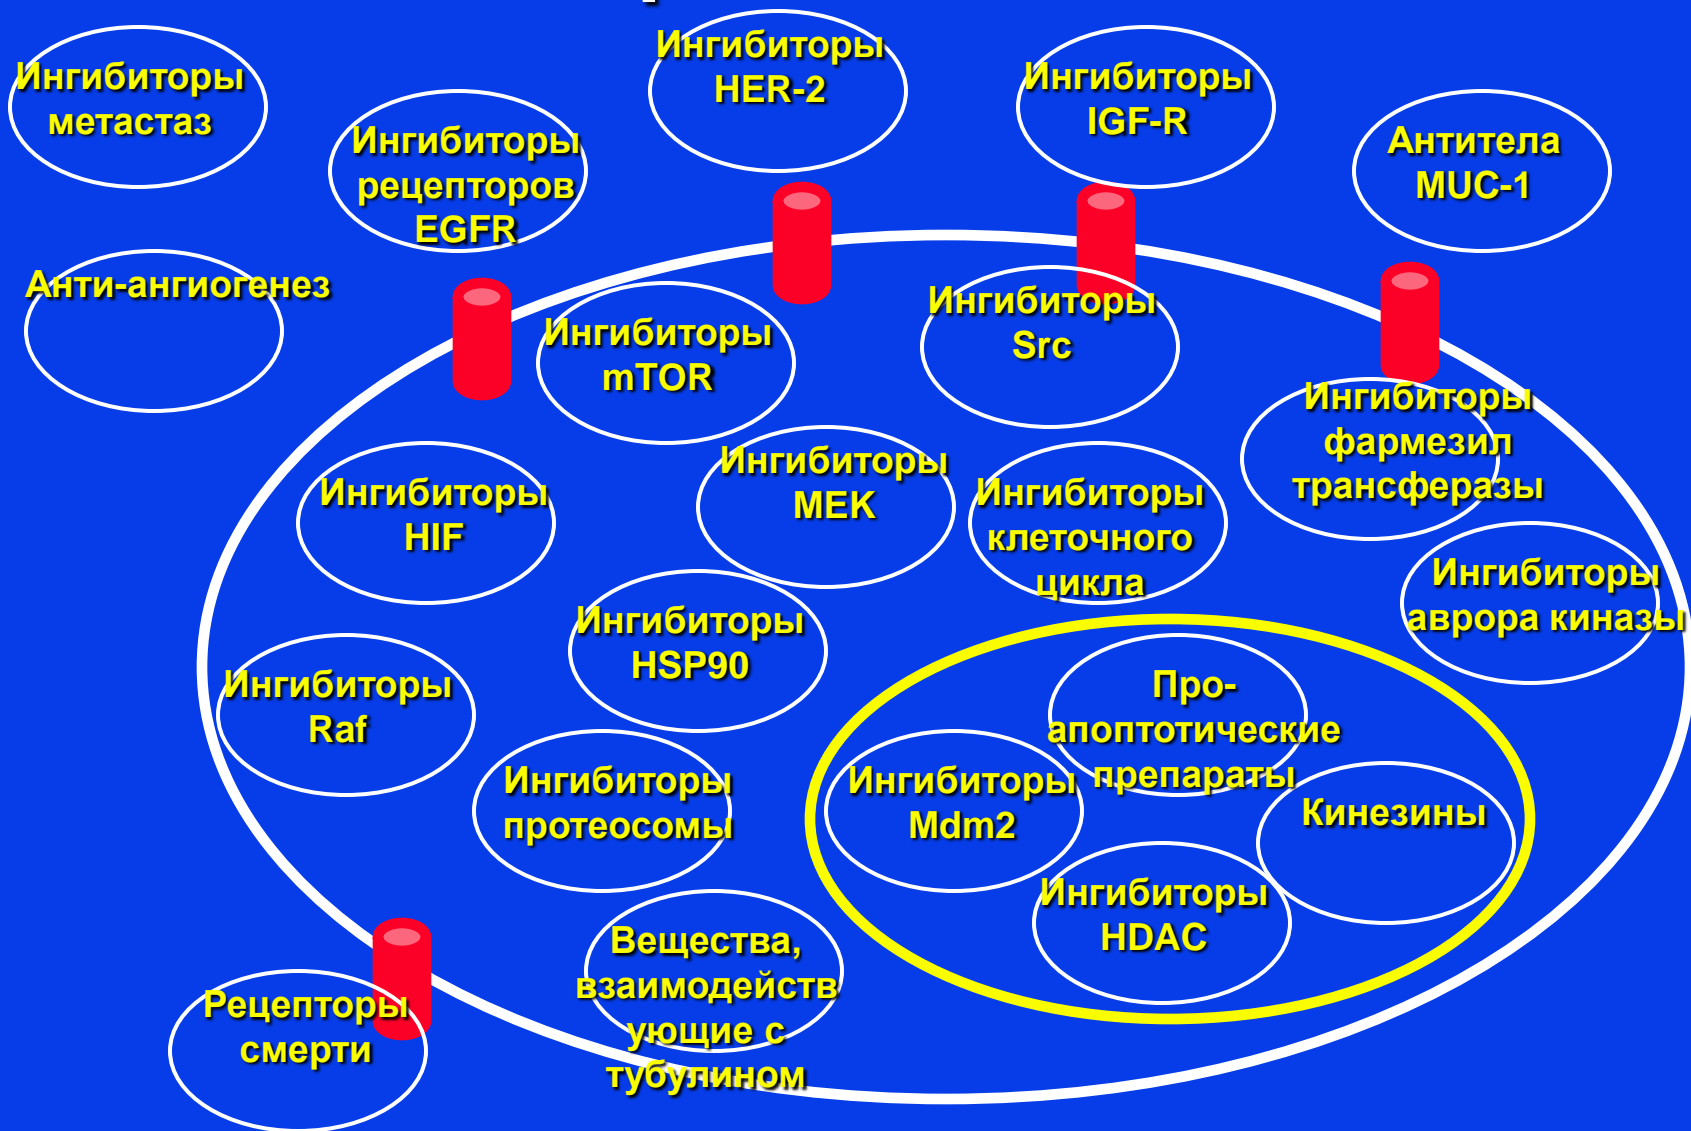 Ингибиторы
метастаз
Ингибиторы
рецепторов
EGFR
Ингибиторы
HER-2
Ингибиторы
IGF-R
Антитела
MUC-1
Анти-ангиогенез
Ингибиторы
mTOR
Ингибиторы
Src
Ингибиторы
фармезил
трансферазы
Ингибиторы
HIF
Ингибиторы
MEK
Ингибиторы
клеточного
цикла
Ингибиторы
аврора киназы
Ингибиторы
HSP90
Ингибиторы
Raf
Про-
апоптотические
препараты
Ингибиторы
протеосомы
Ингибиторы
Mdm2
Кинезины
Ингибиторы
HDAC
Вещества,
взаимодейств
ующие с
тубулином
Рецепторы
смерти